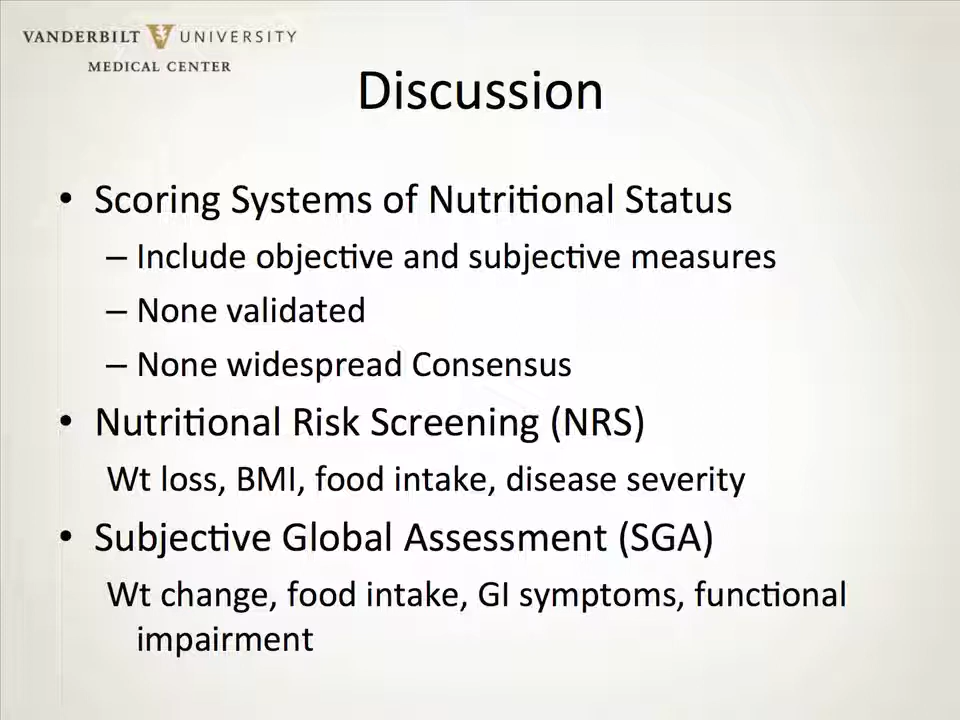 VANDERBILT UNIVERSITY
MEDICAL CENTER
Discussion
• Scoring Systems of Nutritional Status
– Include objective and subjective measures
– None validated
– None widespread Consensus
• Nutritional Risk Screening (NRS)
Wt loss, BMI, food intake, disease severity
• Subjective Global Assessment (SGA)
Wt change, food intake, GI symptoms, functional
impairment